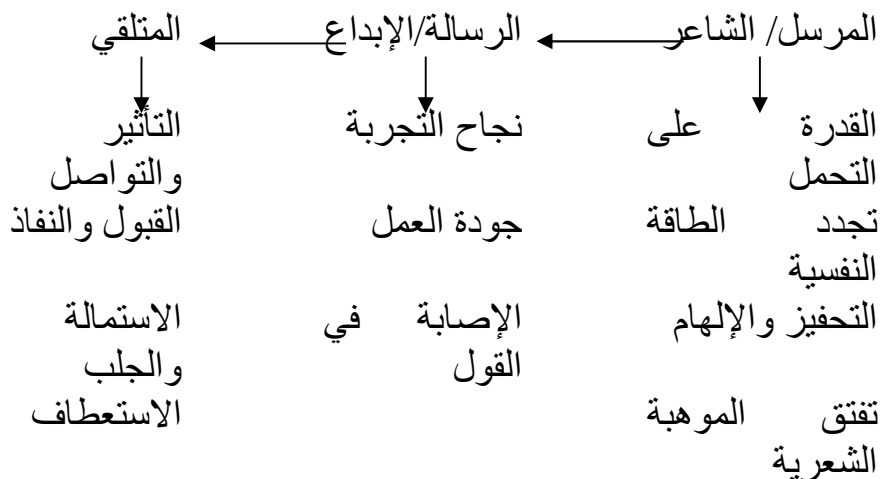 المرسل/ الشاعر الرسالة/الإبداع المتلقي
القدرة على نجاح التجربة التأثير
التحمل والتواصل
تجدد الطاقة جودة العمل القبول والنفاذ
النفسية
التحفيز والإلهام الإصابة في الاستمالة
القول والجلب
تفتق الموهبة الاستعطاف
الشعرية